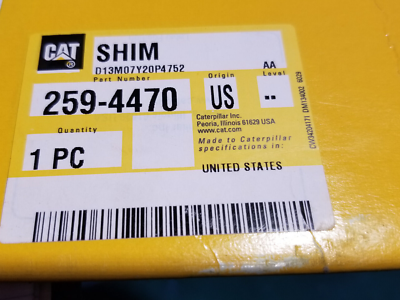 CAT
SHIM
D13M07Y20P4752 AA
Part Number Origin Level
259-4470 US --
Caterpillar Inc.
Peoria, Illinois 61629 USA
www.cat.com
Quantity
Made to Caterpillar
specifications in:
1 PC
UNITED STATES